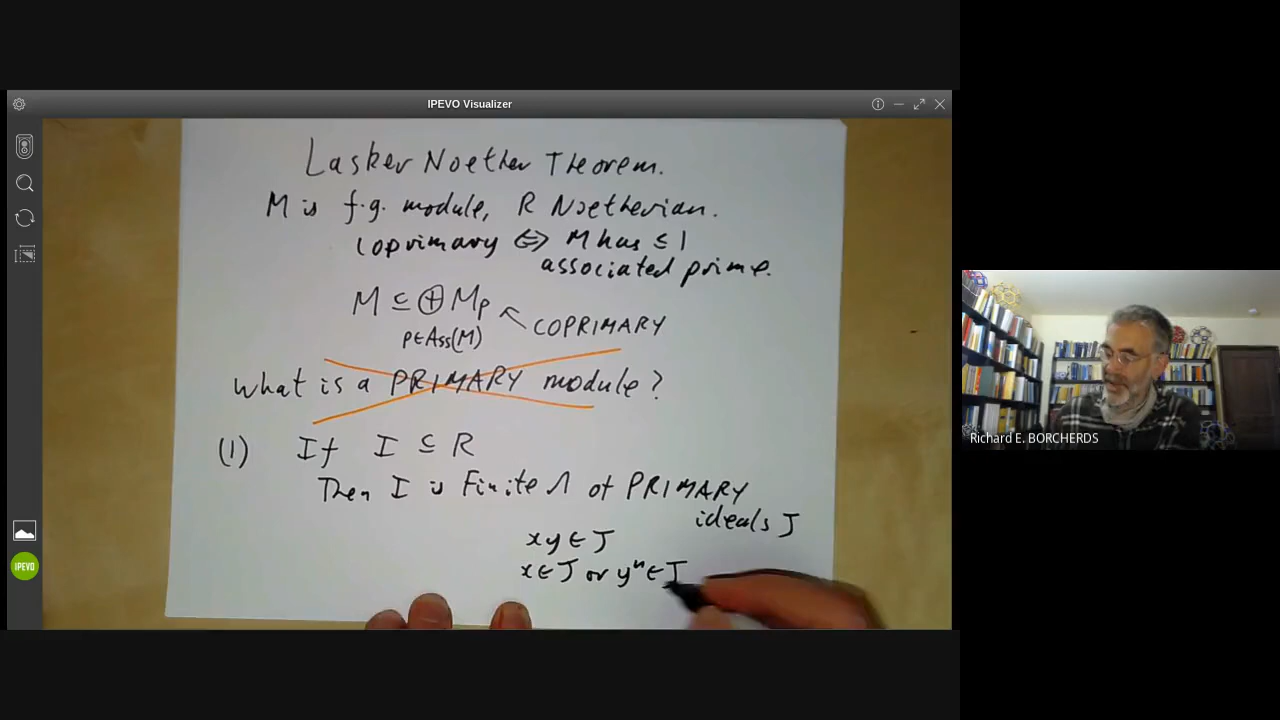 IPEVO Visualizer
Lasker Noether Theorem.
M is f.g. module, R Noetherian.
Coprimary ⇔ M has ≤ 1
associated prime.
M ⊆ ⊕ Mp
p∈Ass(M)
COPRIMARY
What is a PRIMARY module?
(1) If I ⊆ R
Then I is Finite ∩ of PRIMARY
ideals J
xy ∈ J
x ∈ J or yⁿ ∈ J
IPEVO
Richard E. BORCHERDS